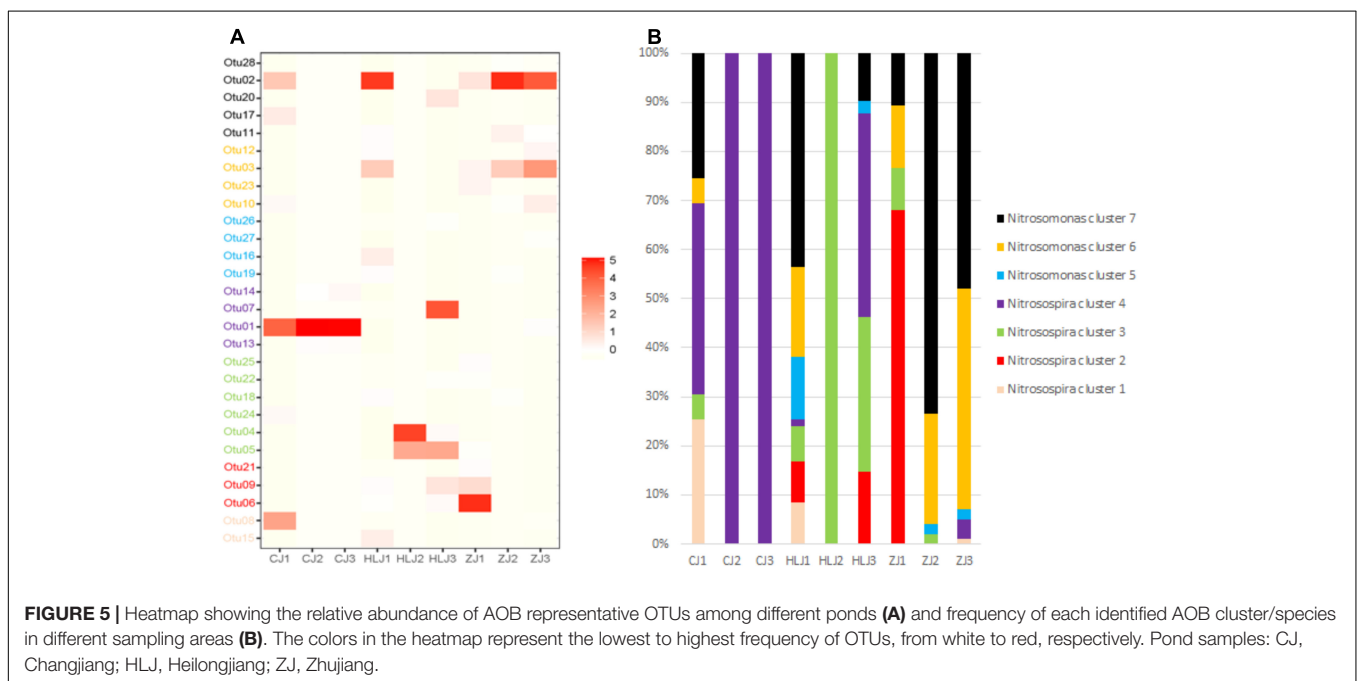 A
Otu28
Otu02
Otu20
Otu17
Otu11
Otu12
Otu03
Otu23
Otu10
Otu26
Otu27
Otu16
Otu19
Otu14
Otu07
Otu01
Otu13
Otu25
Otu22
Otu18
Otu24
Otu04
Otu05
Otu21
Otu09
Otu06
Otu08
Otu15
CJ1 CJ2 CJ3 HLJ1 HLJ2 HLJ3 ZJ1 ZJ2 ZJ3
5
4
3
2
1
0
B
100%
90%
80%
70%
60%
50%
40%
30%
20%
10%
0%
CJ1 CJ2 CJ3 HLJ1 HLJ2 HLJ3 ZJ1 ZJ2 ZJ3
Nitrosomonas cluster 7
Nitrosomonas cluster 6
Nitrosomonas cluster 5
Nitrosospira cluster 4
Nitrosospira cluster 3
Nitrosospira cluster 2
Nitrosospira cluster 1
FIGURE 5 | Heatmap showing the relative abundance of AOB representative OTUs among different ponds (A) and frequency of each identified AOB cluster/species
in different sampling areas (B). The colors in the heatmap represent the lowest to highest frequency of OTUs, from white to red, respectively. Pond samples: CJ,
Changjiang; HLJ, Heilongjiang; ZJ, Zhujiang.